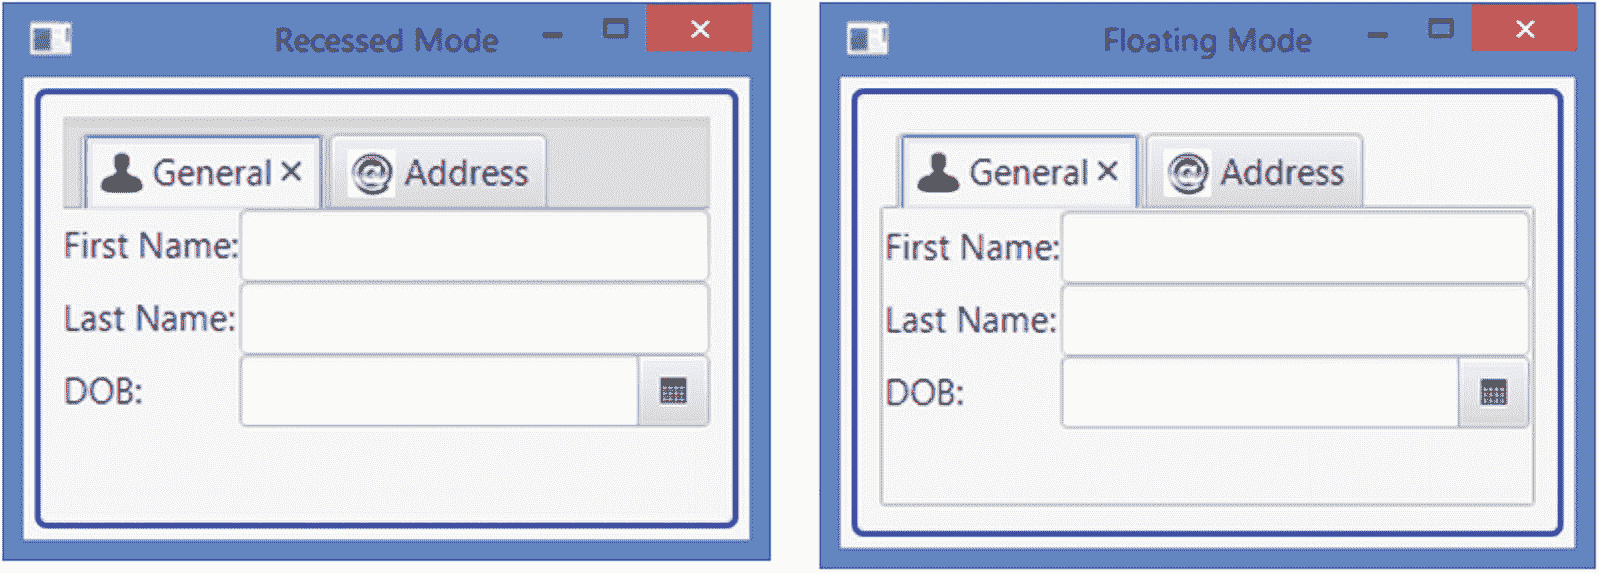 Recessed Mode
General Address
First Name:
Last Name:
DOB:
Floating Mode
General Address
First Name:
Last Name:
DOB: